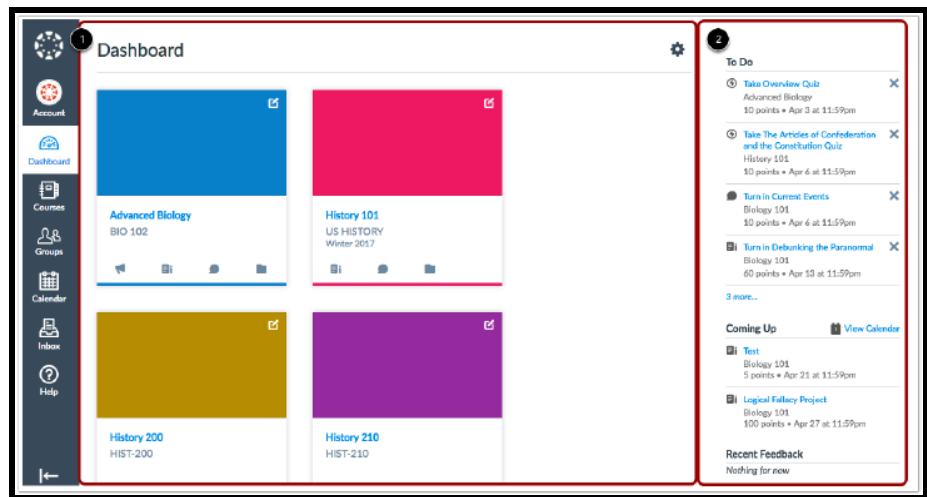 1
Dashboard
2
Account
Dashboard
Courses
Groups
Calendar
Inbox
Help
Advanced Biology
BIO 102
History 101
US HISTORY
Winter 2017
History 200
HIST-200
History 210
HIST-210
To Do
Take Overview Quiz
Advanced Biology
10 points • Apr 3 at 11:59pm
Take The Articles of Confederation
and the Constitution Quiz
History 101
10 points • Apr 6 at 11:59pm
Turn in Current Events
Biology 101
10 points • Apr 6 at 11:59pm
Turn in Debunking the Paranormal
Biology 101
60 points • Apr 13 at 11:59pm
3 more...
Coming Up View Calendar
Test
Biology 101
5 points • Apr 21 at 11:59pm
Logical Fallacy Project
Biology 101
100 points • Apr 27 at 11:59pm
Recent Feedback
Nothing for now